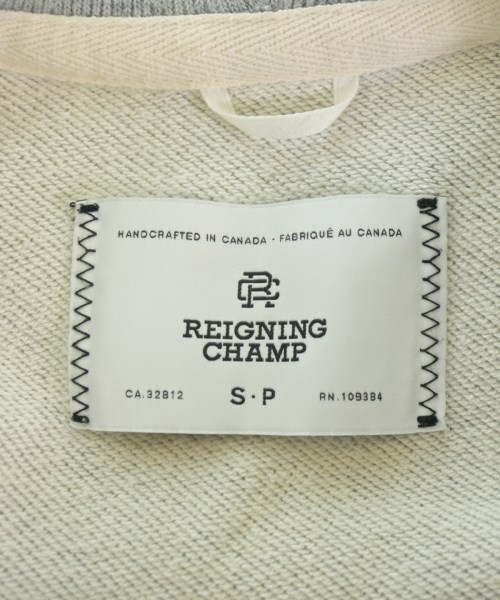 HANDCRAFTED IN CANADA · FABRIQUÉ AU CANADA
RC
REIGNING
CHAMP
CA.32812 S·P RN.109384